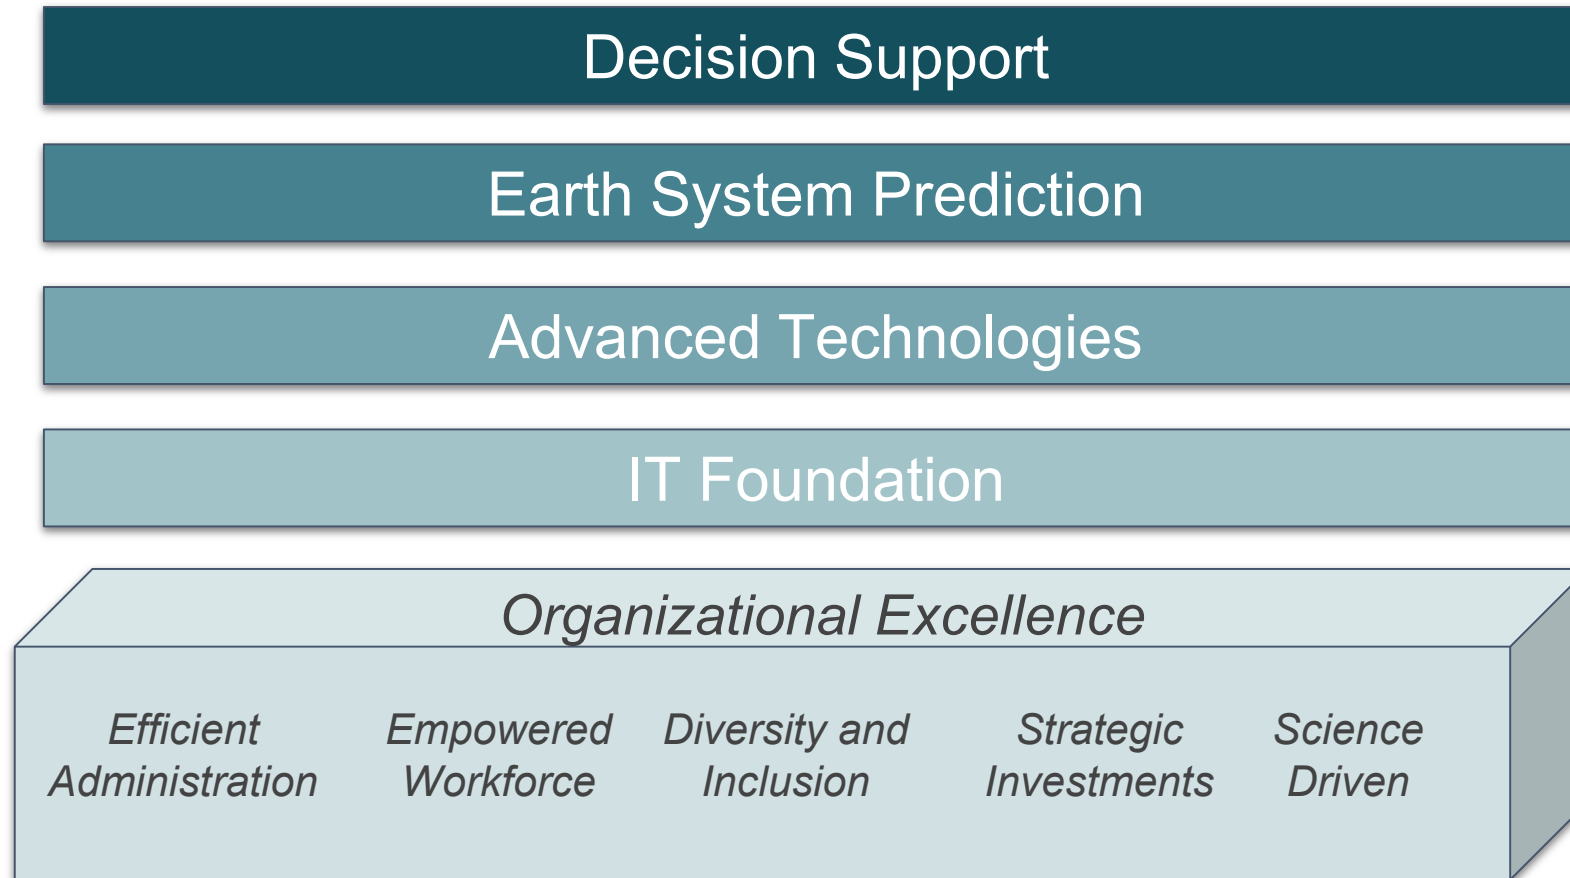 Decision Support
Earth System Prediction
Advanced Technologies
IT Foundation
Organizational Excellence
Efficient
Administration
Empowered
Workforce
Diversity and
Inclusion
Strategic
Investments
Science
Driven